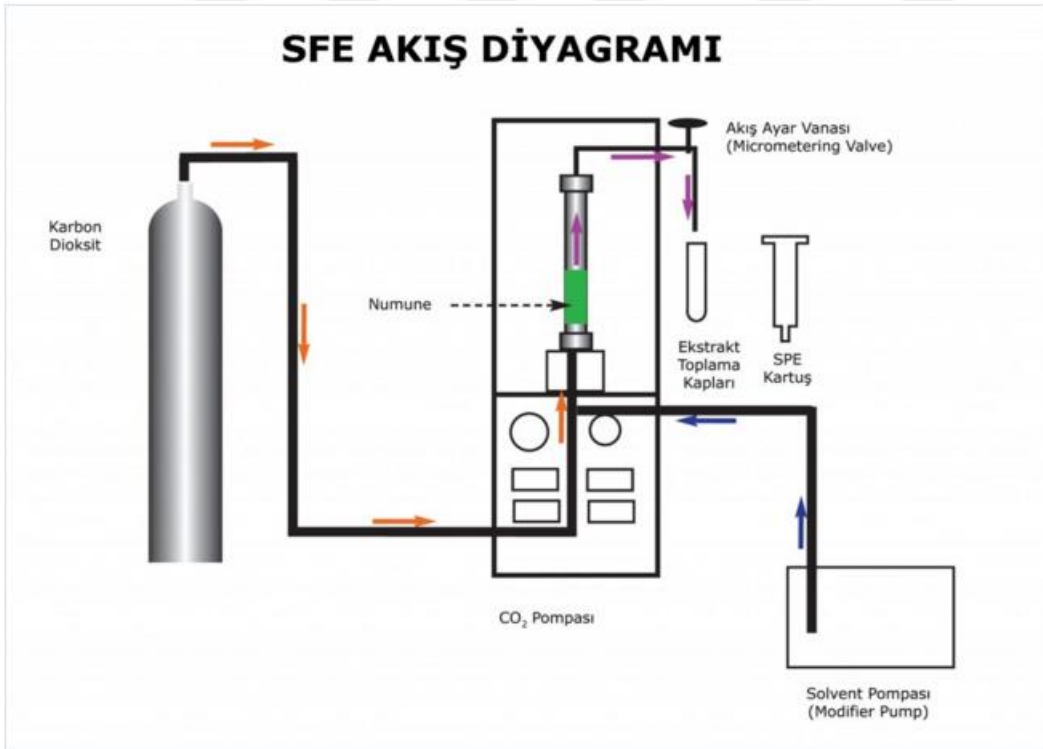 SFE AKIŞ DİYAGRAMI
Akış Ayar Vanası
(Micrometering Valve)
Karbon
Dioksit
Numune
Ekstrakt
Toplama
Kapları
SPE
Kartuş
CO₂ Pompası
Solvent Pompası
(Modifier Pump)